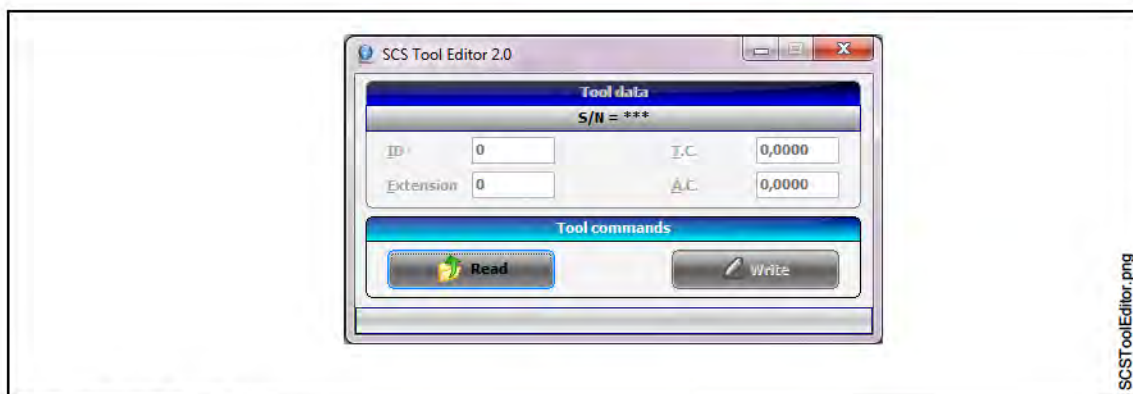 SCS Tool Editor 2.0
Tool data
S/N = ***
ID 0 T.C. 0,0000
Extension 0 A.C. 0,0000
Tool commands
Read Write
SCSToolEditor.png